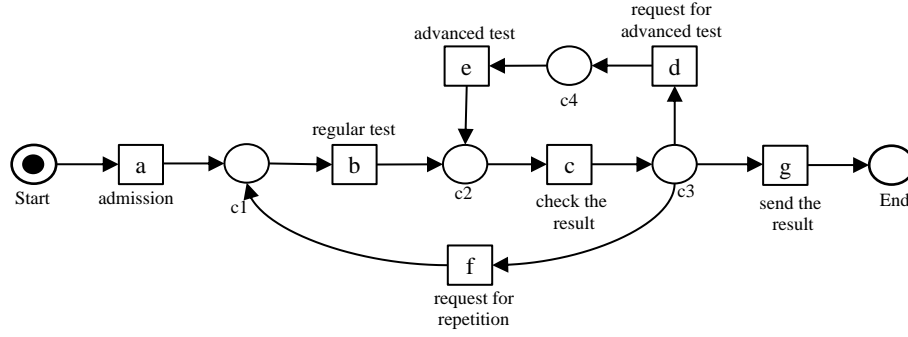 request for
advanced test
advanced test
e
d
c4
regular test
a
b
c
g
Start
admission
c1
c2
check the
result
c3
send the
result
End
f
request for
repetition